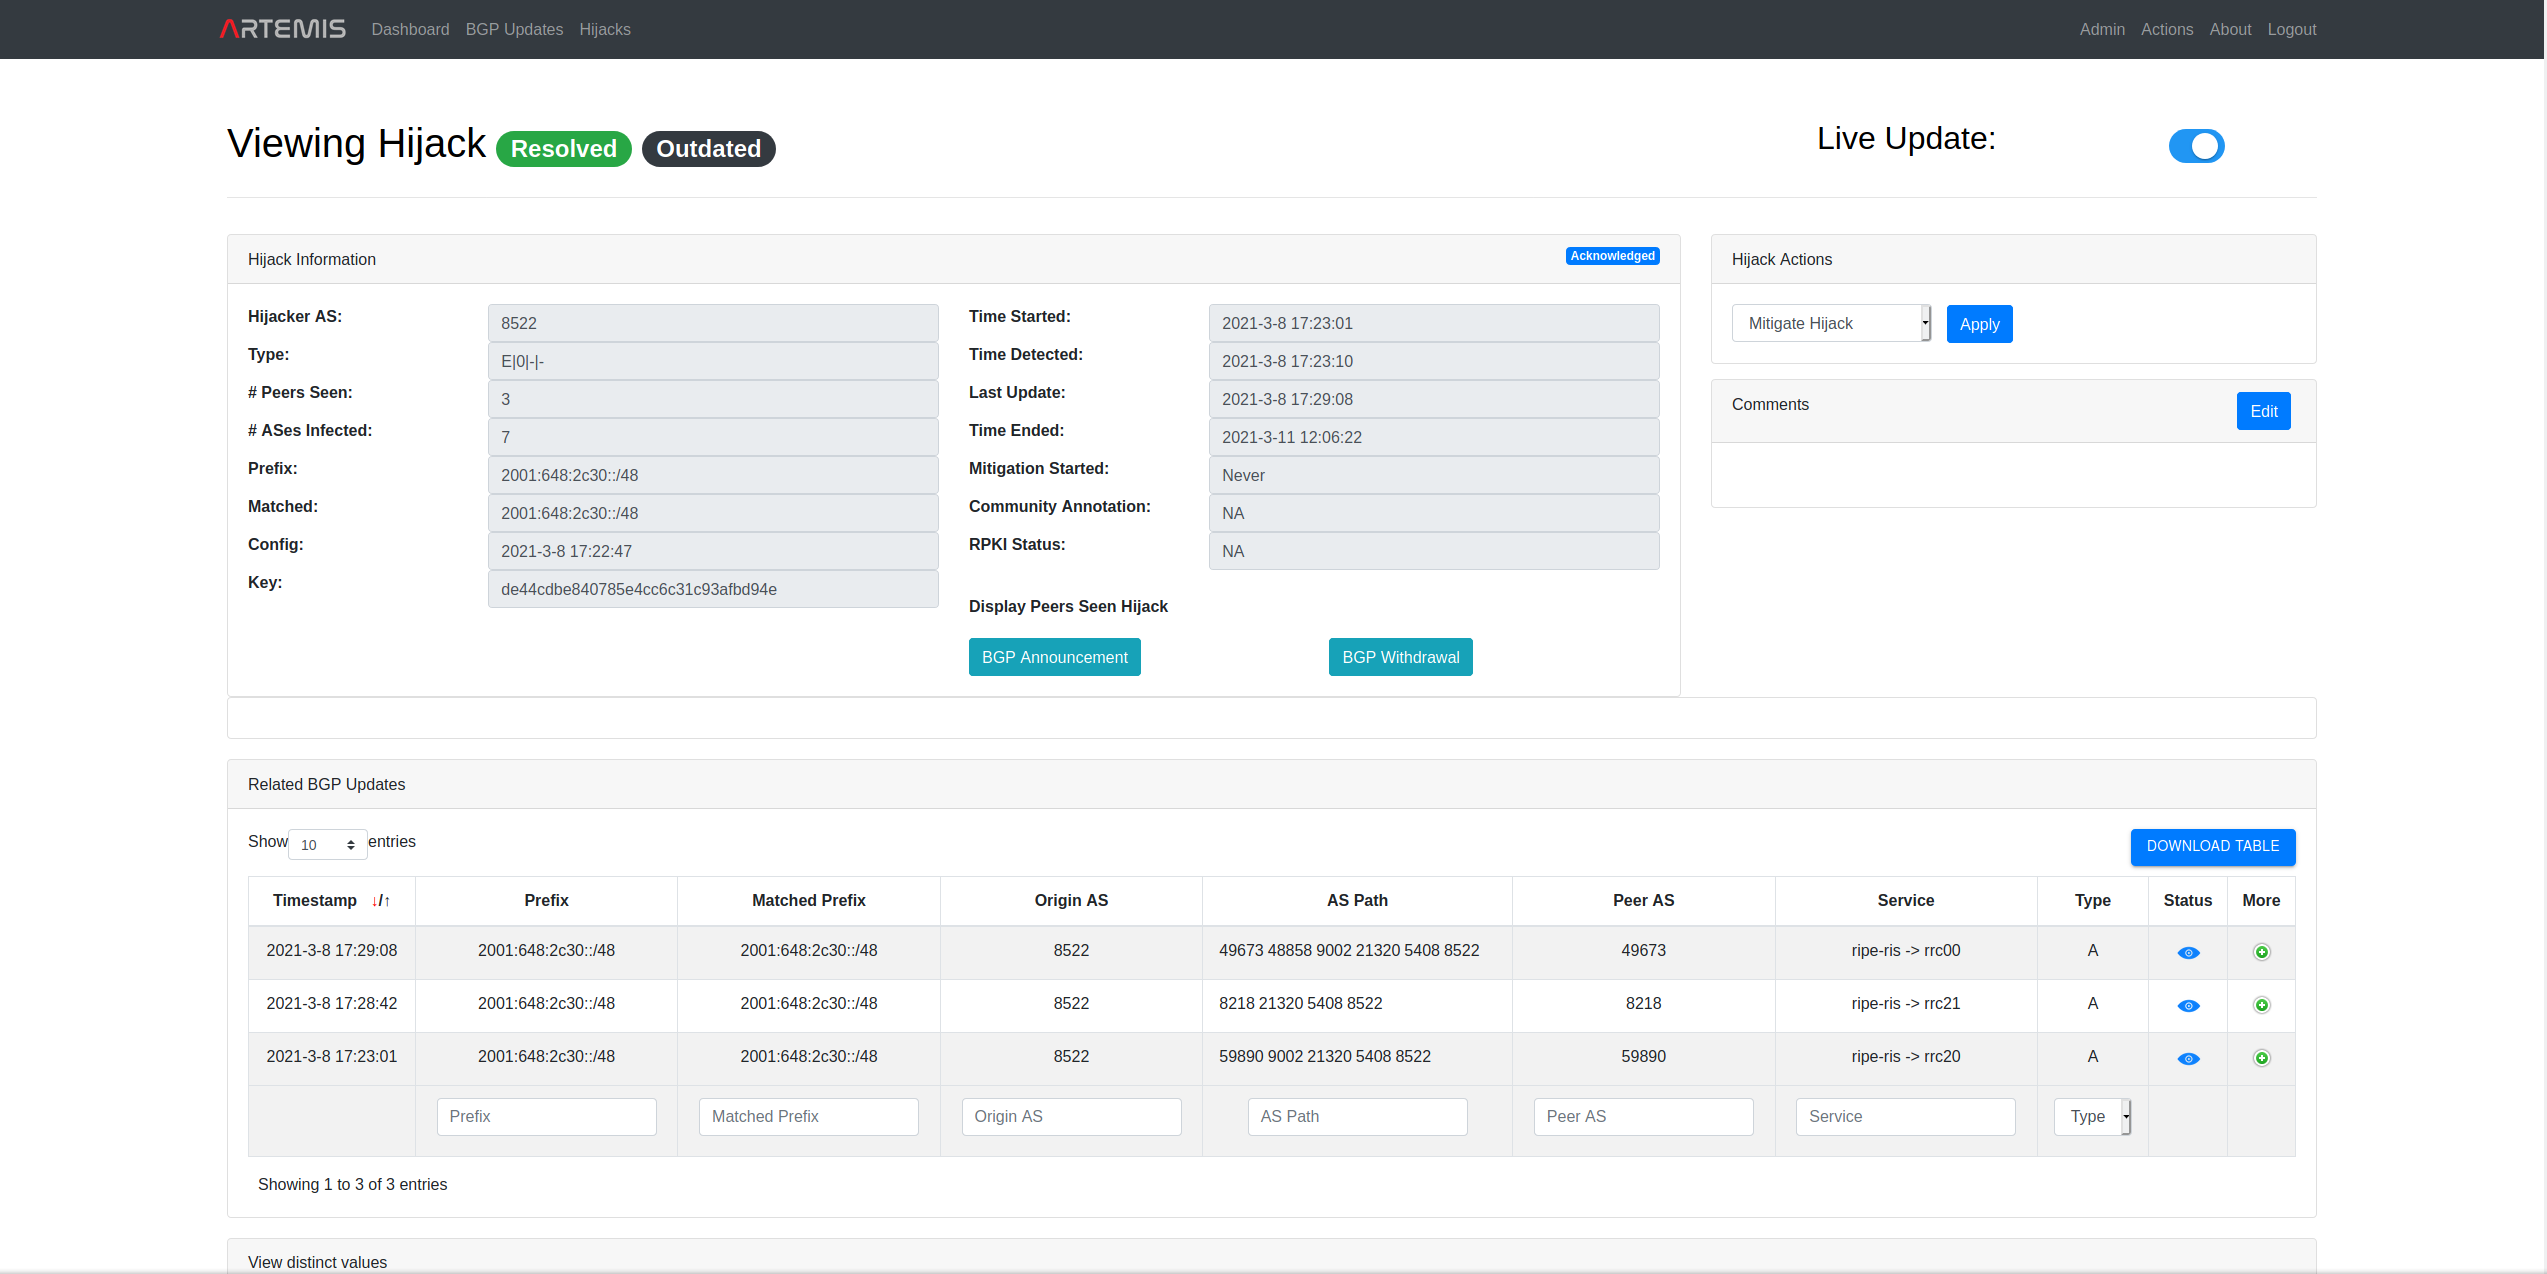 ARTEMIS Dashboard BGP Updates Hijacks Admin Actions About Logout
Viewing Hijack Resolved Outdated Live Update:
Hijack Information Acknowledged
Hijacker AS: 8522 Time Started: 2021-3-8 17:23:01
Type: E|0|-|- Time Detected: 2021-3-8 17:23:10
# Peers Seen: 3 Last Update: 2021-3-8 17:29:08
# ASes Infected: 7 Time Ended: 2021-3-11 12:06:22
Prefix: 2001:648:2c30::/48 Mitigation Started: Never
Matched: 2001:648:2c30::/48 Community Annotation: NA
Config: 2021-3-8 17:22:47 RPKI Status: NA
Key: de44cdbe840785e4cc6c31c93afbd94e
Display Peers Seen Hijack
BGP Announcement BGP Withdrawal
Hijack Actions
Mitigate Hijack Apply
Comments Edit
Related BGP Updates
Show 10 entries DOWNLOAD TABLE
Timestamp ↓/↑ Prefix Matched Prefix Origin AS AS Path Peer AS Service Type Status More
2021-3-8 17:29:08 2001:648:2c30::/48 2001:648:2c30::/48 8522 49673 48858 9002 21320 5408 8522 49673 ripe-ris -> rrc00 A
2021-3-8 17:28:42 2001:648:2c30::/48 2001:648:2c30::/48 8522 8218 21320 5408 8522 8218 ripe-ris -> rrc21 A
2021-3-8 17:23:01 2001:648:2c30::/48 2001:648:2c30::/48 8522 59890 9002 21320 5408 8522 59890 ripe-ris -> rrc20 A
Prefix Matched Prefix Origin AS AS Path Peer AS Service Type
Showing 1 to 3 of 3 entries
View distinct values